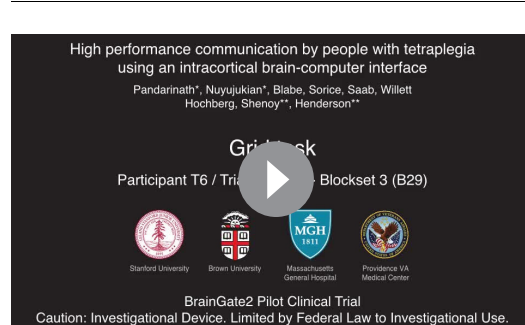 High performance communication by people with tetraplegia
using an intracortical brain-computer interface
Pandarinath*, Nuyujukian*, Blabe, Sorice, Saab, Willett
Hochberg, Shenoy**, Henderson**
Participant T6 / Blockset 3 (B29)
MGH
1811
Stanford University
Brown University
Massachusetts
General Hospital
Providence VA
Medical Center
BrainGate2 Pilot Clinical Trial
Caution: Investigational Device. Limited by Federal Law to Investigational Use.